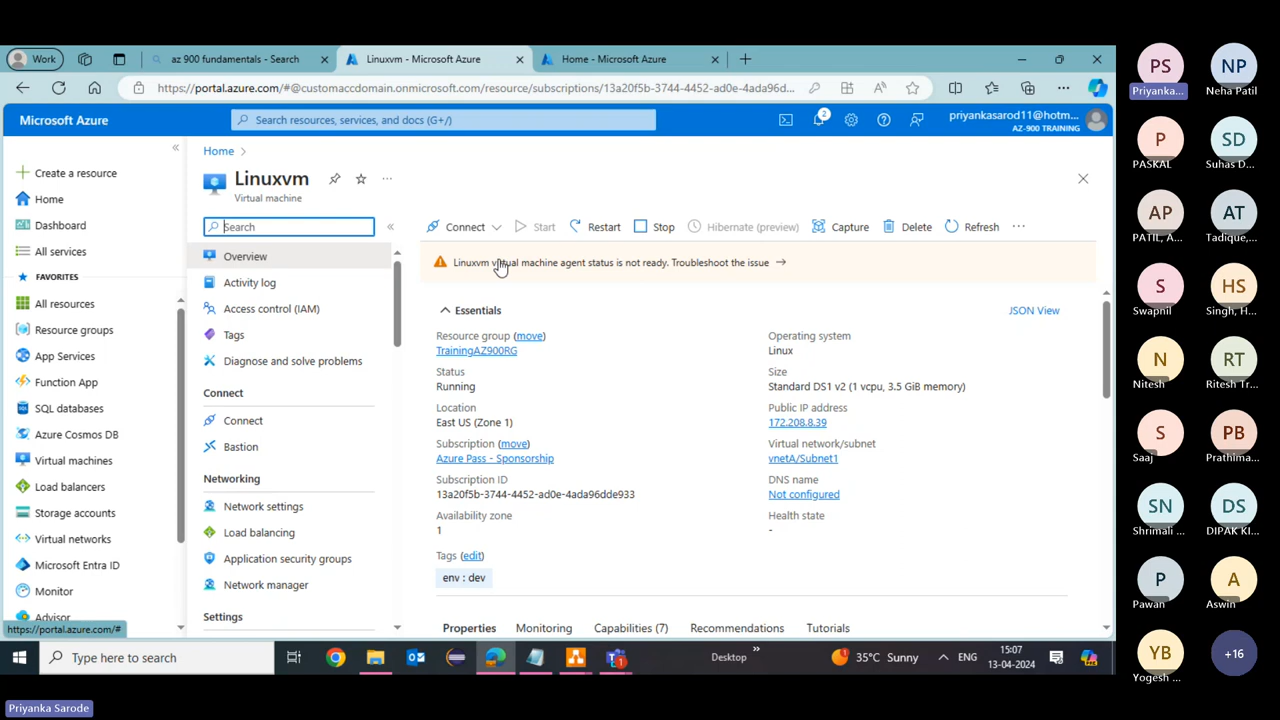 Work
az 900 fundamentals - Search
Linuxvm - Microsoft Azure
Home - Microsoft Azure
https://portal.azure.com/#@customaccdomain.onmicrosoft.com/resource/subscriptions/13a20f5b-3744-4452-ad0e-4ada96d...
Microsoft Azure
Search resources, services, and docs (G+/)
2
priyankasarod11@hotm...
AZ-900 TRAINING
Create a resource
Home
Dashboard
All services
FAVORITES
All resources
Resource groups
App Services
Function App
SQL databases
Azure Cosmos DB
Virtual machines
Load balancers
Storage accounts
Virtual networks
Microsoft Entra ID
Monitor
Advisor
https://portal.azure.com/#
Home
Linuxvm
Virtual machine
Search
Overview
Activity log
Access control (IAM)
Tags
Diagnose and solve problems
Connect
Connect
Bastion
Networking
Network settings
Load balancing
Application security groups
Network manager
Settings
Connect
Start
Restart
Stop
Hibernate (preview)
Capture
Delete
Refresh
Linuxvm virtual machine agent status is not ready. Troubleshoot the issue
Essentials
JSON View
Resource group (move)
TrainingAZ900RG
Status
Running
Location
East US (Zone 1)
Subscription (move)
Azure Pass - Sponsorship
Subscription ID
13a20f5b-3744-4452-ad0e-4ada96dde933
Availability zone
1
Operating system
Linux
Size
Standard DS1 v2 (1 vcpu, 3.5 GiB memory)
Public IP address
172.208.8.39
Virtual network/subnet
vnetA/Subnet1
DNS name
Not configured
Health state
-
Tags (edit)
env : dev
Properties
Monitoring
Capabilities (7)
Recommendations
Tutorials
Type here to search
1
Desktop
35°C Sunny
ENG
15:07
13-04-2024
PS
Priyanka...
NP
Neha Patil
P
PASKAL
SD
Suhas D...
AP
PATIL, A...
AT
Tadique,...
S
Swapnil
HS
Singh, H...
N
Nitesh
RT
Ritesh Tr...
S
Saaj
PB
Prathima...
SN
Shrimali ...
DS
DIPAK KI...
P
Pawan
A
Aswin
YB
Yogesh ...
+16
Priyanka Sarode